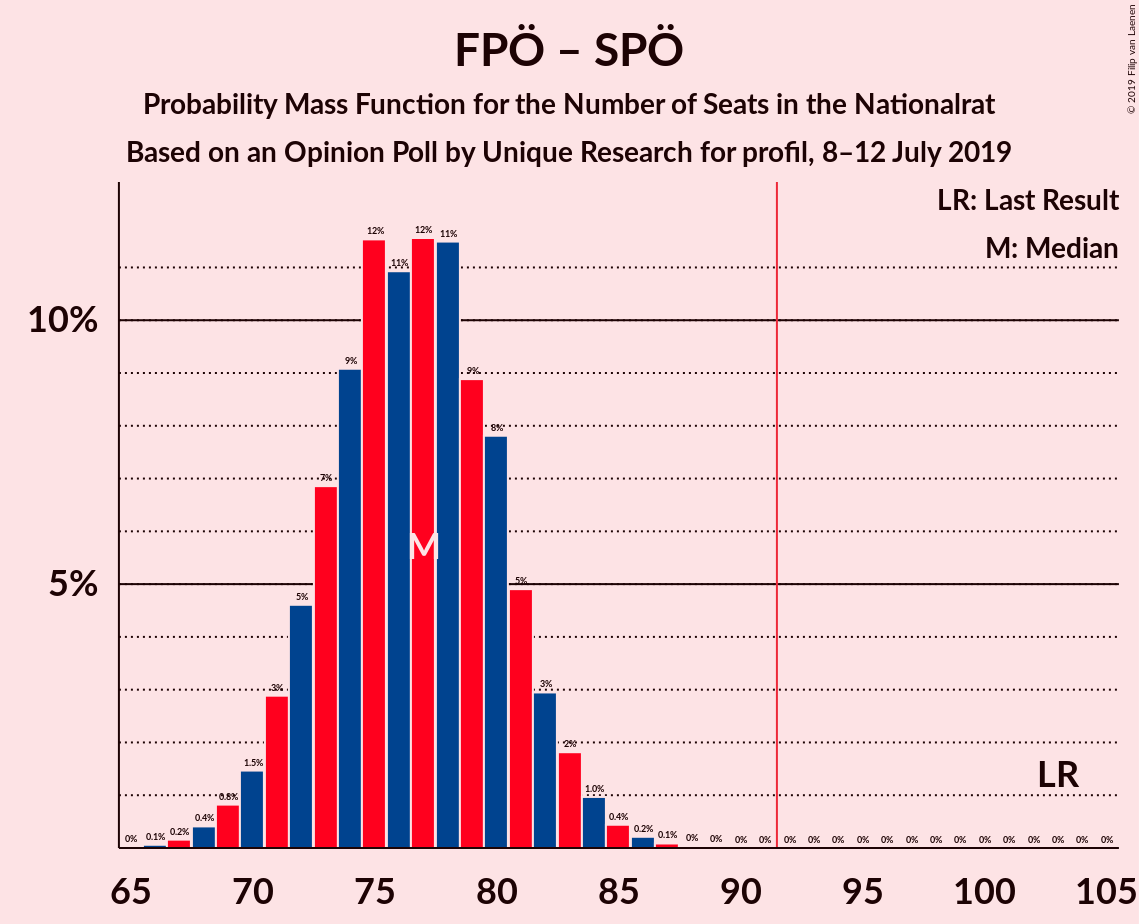 FPÖ – SPÖ
Probability Mass Function for the Number of Seats in the Nationalrat
Based on an Opinion Poll by Unique Research for profil, 8–12 July 2019
© 2019 Filip van Laenen
LR: Last Result
M: Median
10%
5%
0% 0.1% 0.2% 0.4% 0.8% 1.5% 3% 5% 7% 9% 12% 11% 12% 11% 9% 8% 5% 3% 2% 1.0% 0.4% 0.2% 0.1% 0% 0% 0% 0% 0% 0% 0% 0% 0% 0% 0% 0% 0% 0% 0% 0% 0% 0%
M
LR
65 70 75 80 85 90 95 100 105